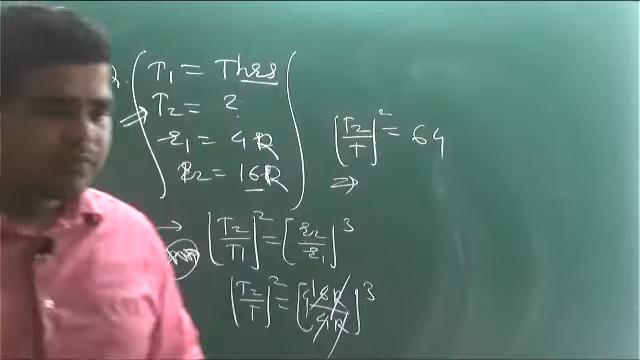 T₁ = T hrs
T₂ = ?
r₁ = 4R
r₂ = 16R
[T₂/T]² = 64
⇒
→ [T₂/T₁]² = [r₂/r₁]³
[T₂/T]² = [16R/4R]³